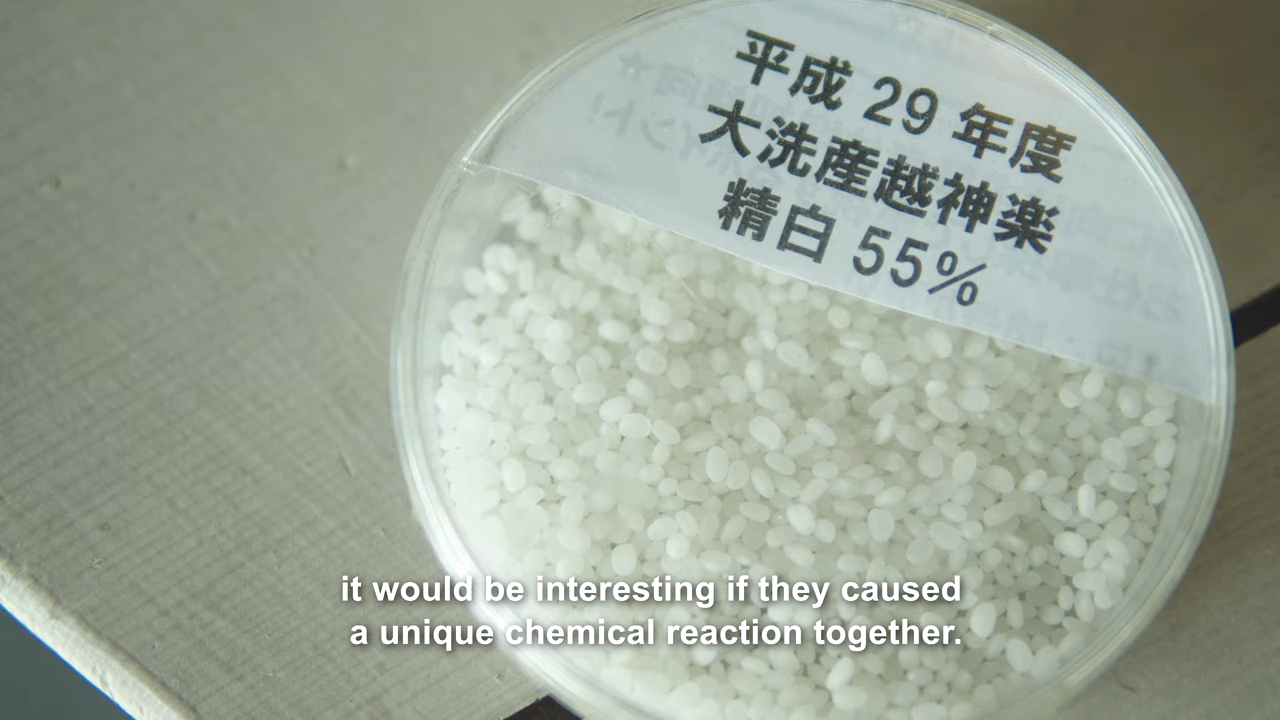 平成 29 年度
大洗産越神楽
精白 55%
it would be interesting if they caused
a unique chemical reaction together.